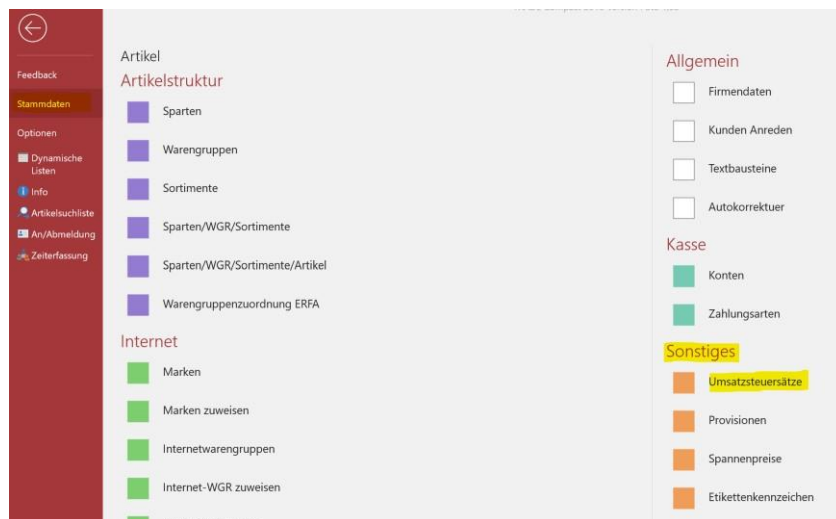 Feedback
Stammdaten
Optionen
Dynamische
Listen
Info
Artikelsuchliste
An/Abmeldung
Zeiterfassung
Artikel
Artikelstruktur
Sparten
Warengruppen
Sortimente
Sparten/WGR/Sortimente
Sparten/WGR/Sortimente/Artikel
Warengruppenzuordnung ERFA
Internet
Marken
Marken zuweisen
Internetwarengruppen
Internet-WGR zuweisen
Allgemein
Firmendaten
Kunden Anreden
Textbausteine
Autokorrektuer
Kasse
Konten
Zahlungsarten
Sonstiges
Umsatzsteuersätze
Provisionen
Spannenpreise
Etikettenkennzeichen